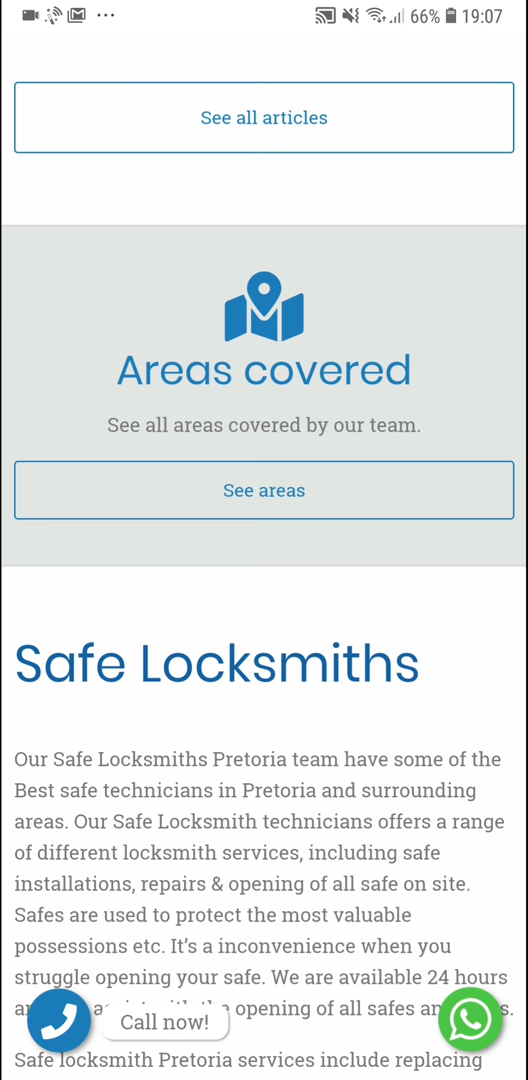 66% 19:07
See all articles
Areas covered
See all areas covered by our team.
See areas
Safe Locksmiths
Our Safe Locksmiths Pretoria team have some of the
Best safe technicians in Pretoria and surrounding
areas. Our Safe Locksmith technicians offers a range
of different locksmith services, including safe
installations, repairs & opening of all safe on site.
Safes are used to protect the most valuable
possessions etc. It's a inconvenience when you
struggle opening your safe. We are available 24 hours
opening of all safes
Call now!
Safe locksmith Pretoria services include replacing